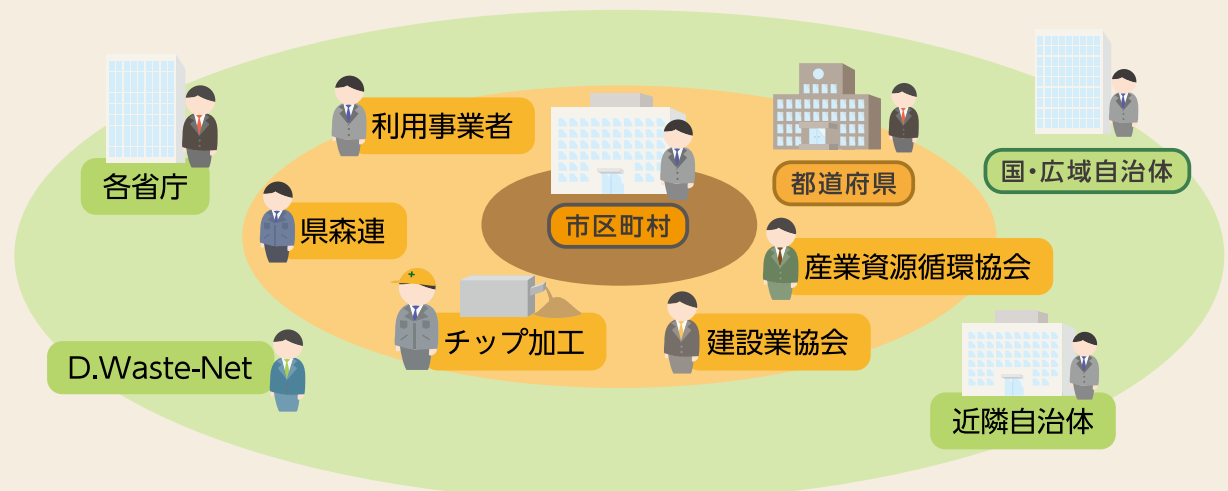 利用事業者
都道府県
国・広域自治体
各省庁
市区町村
県森連
産業資源循環協会
チップ加工
建設業協会
D.Waste-Net
近隣自治体